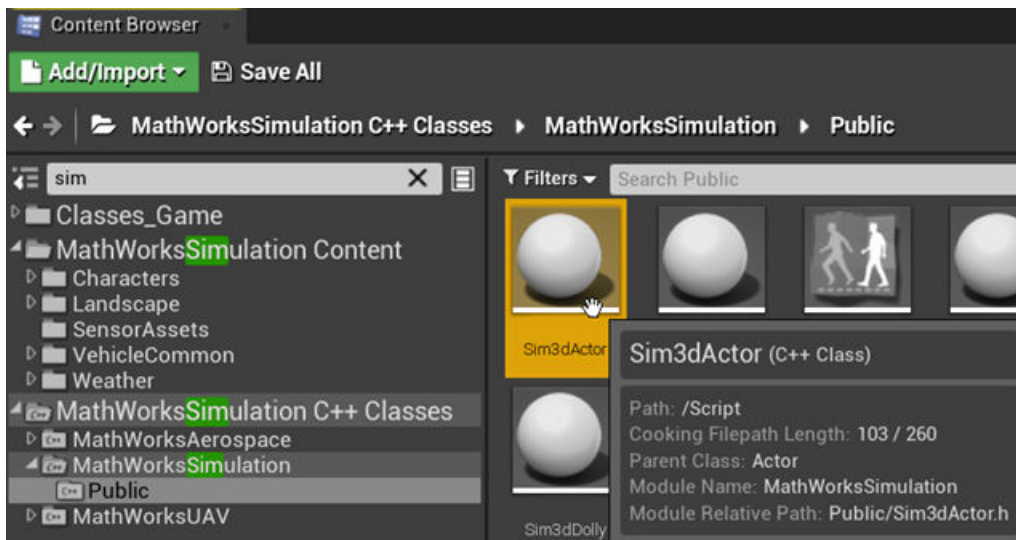 Content Browser
Add/Import Save All
MathWorksSimulation C++ Classes MathWorksSimulation Public
sim
Filters Search Public
Classes_Game
MathWorksSimulation Content
Characters
Landscape
SensorAssets
VehicleCommon
Weather
MathWorksSimulation C++ Classes
MathWorksAerospace
MathWorksSimulation
C++ Public
MathWorksUAV
Sim3dActor
Sim3dActor (C++ Class)
Path: /Script
Cooking Filepath Length: 103 / 260
Parent Class: Actor
Module Name: MathWorksSimulation
Module Relative Path: Public/Sim3dActor.h
Sim3dDolly